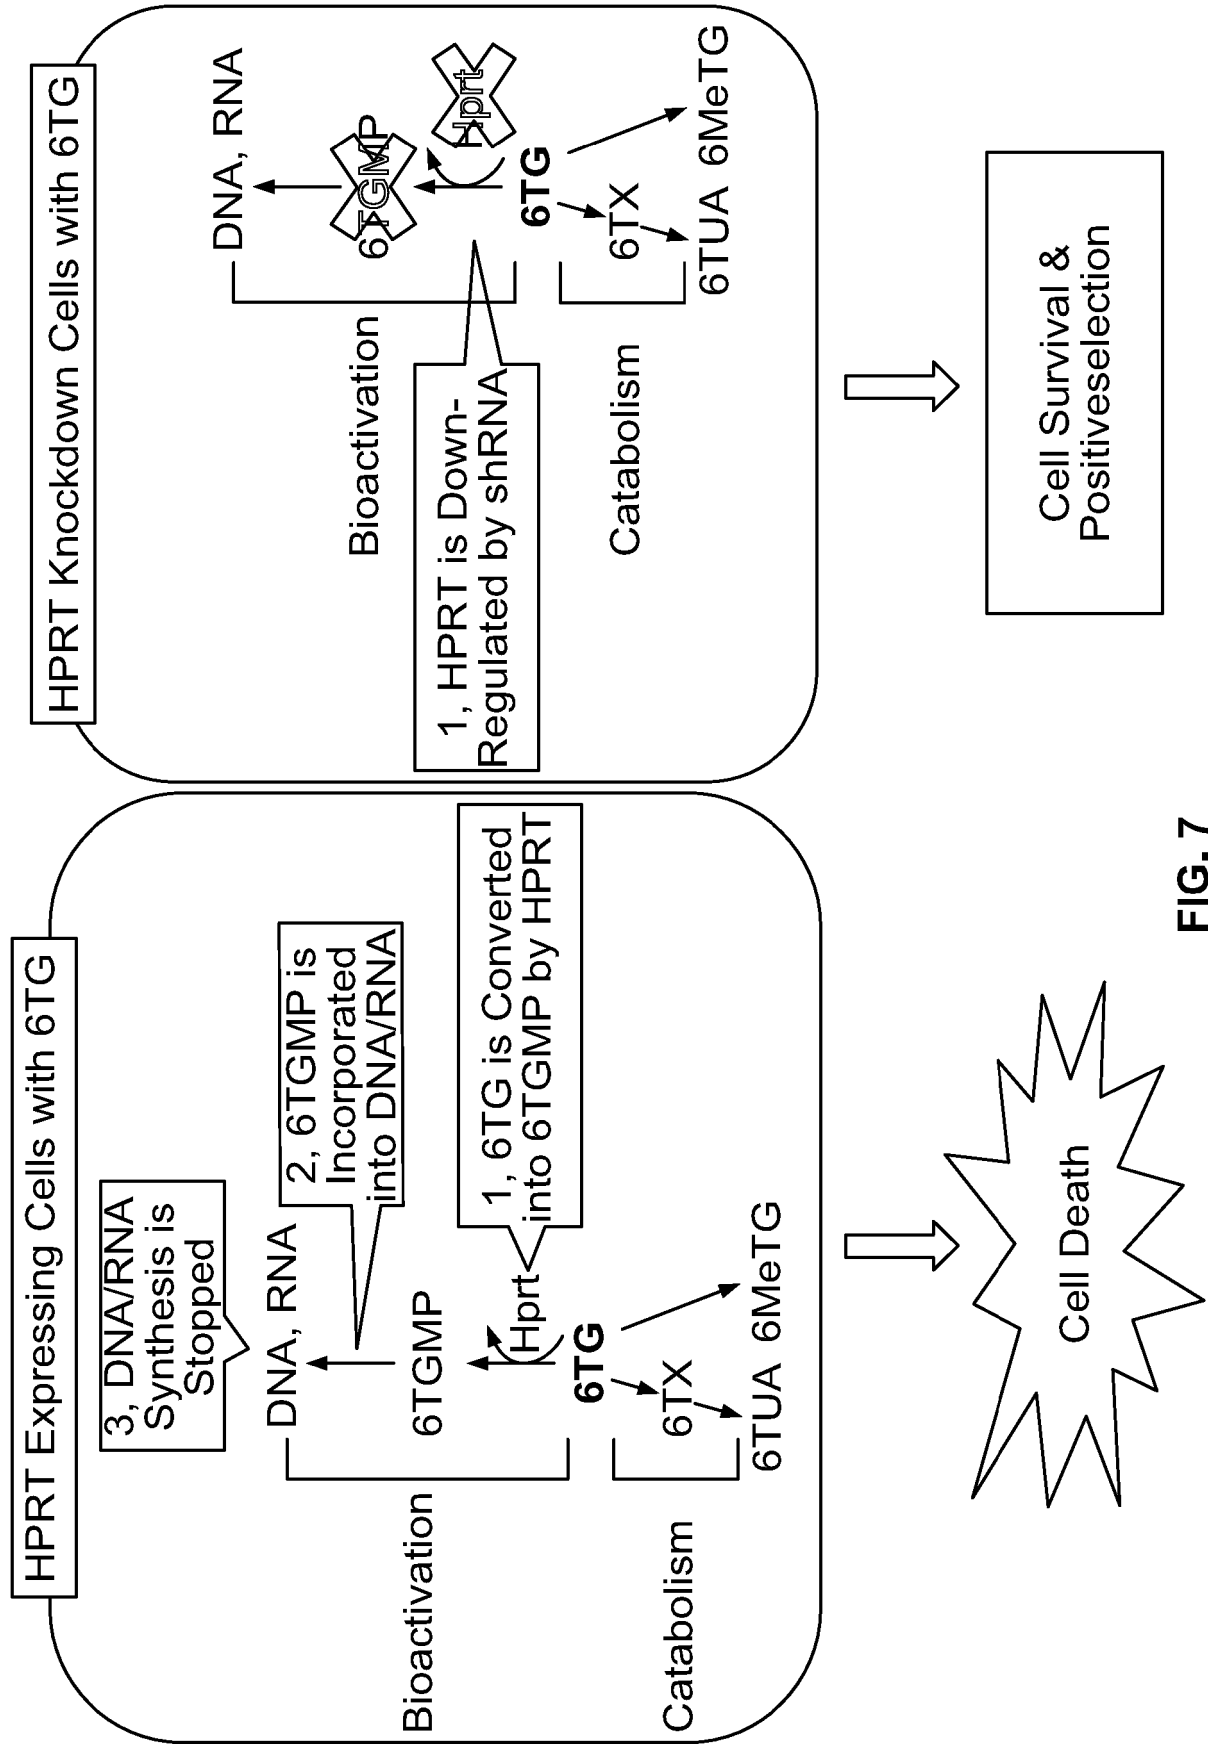 HPRT Expressing Cells with 6TG
3, DNA/RNA
Synthesis is
Stopped
DNA, RNA
2, 6TGMP is
Incorporated
into DNA/RNA
Bioactivation
6TGMP
Hprt
1, 6TG is Converted
into 6TGMP by HPRT
6TG
Catabolism
6TX
6TUA 6MeTG
Cell Death
HPRT Knockdown Cells with 6TG
DNA, RNA
Bioactivation
6TGMP
Hprt
1, HPRT is Down-
Regulated by shRNA
6TG
Catabolism
6TX
6TUA 6MeTG
Cell Survival &
Positiveselection
FIG. 7